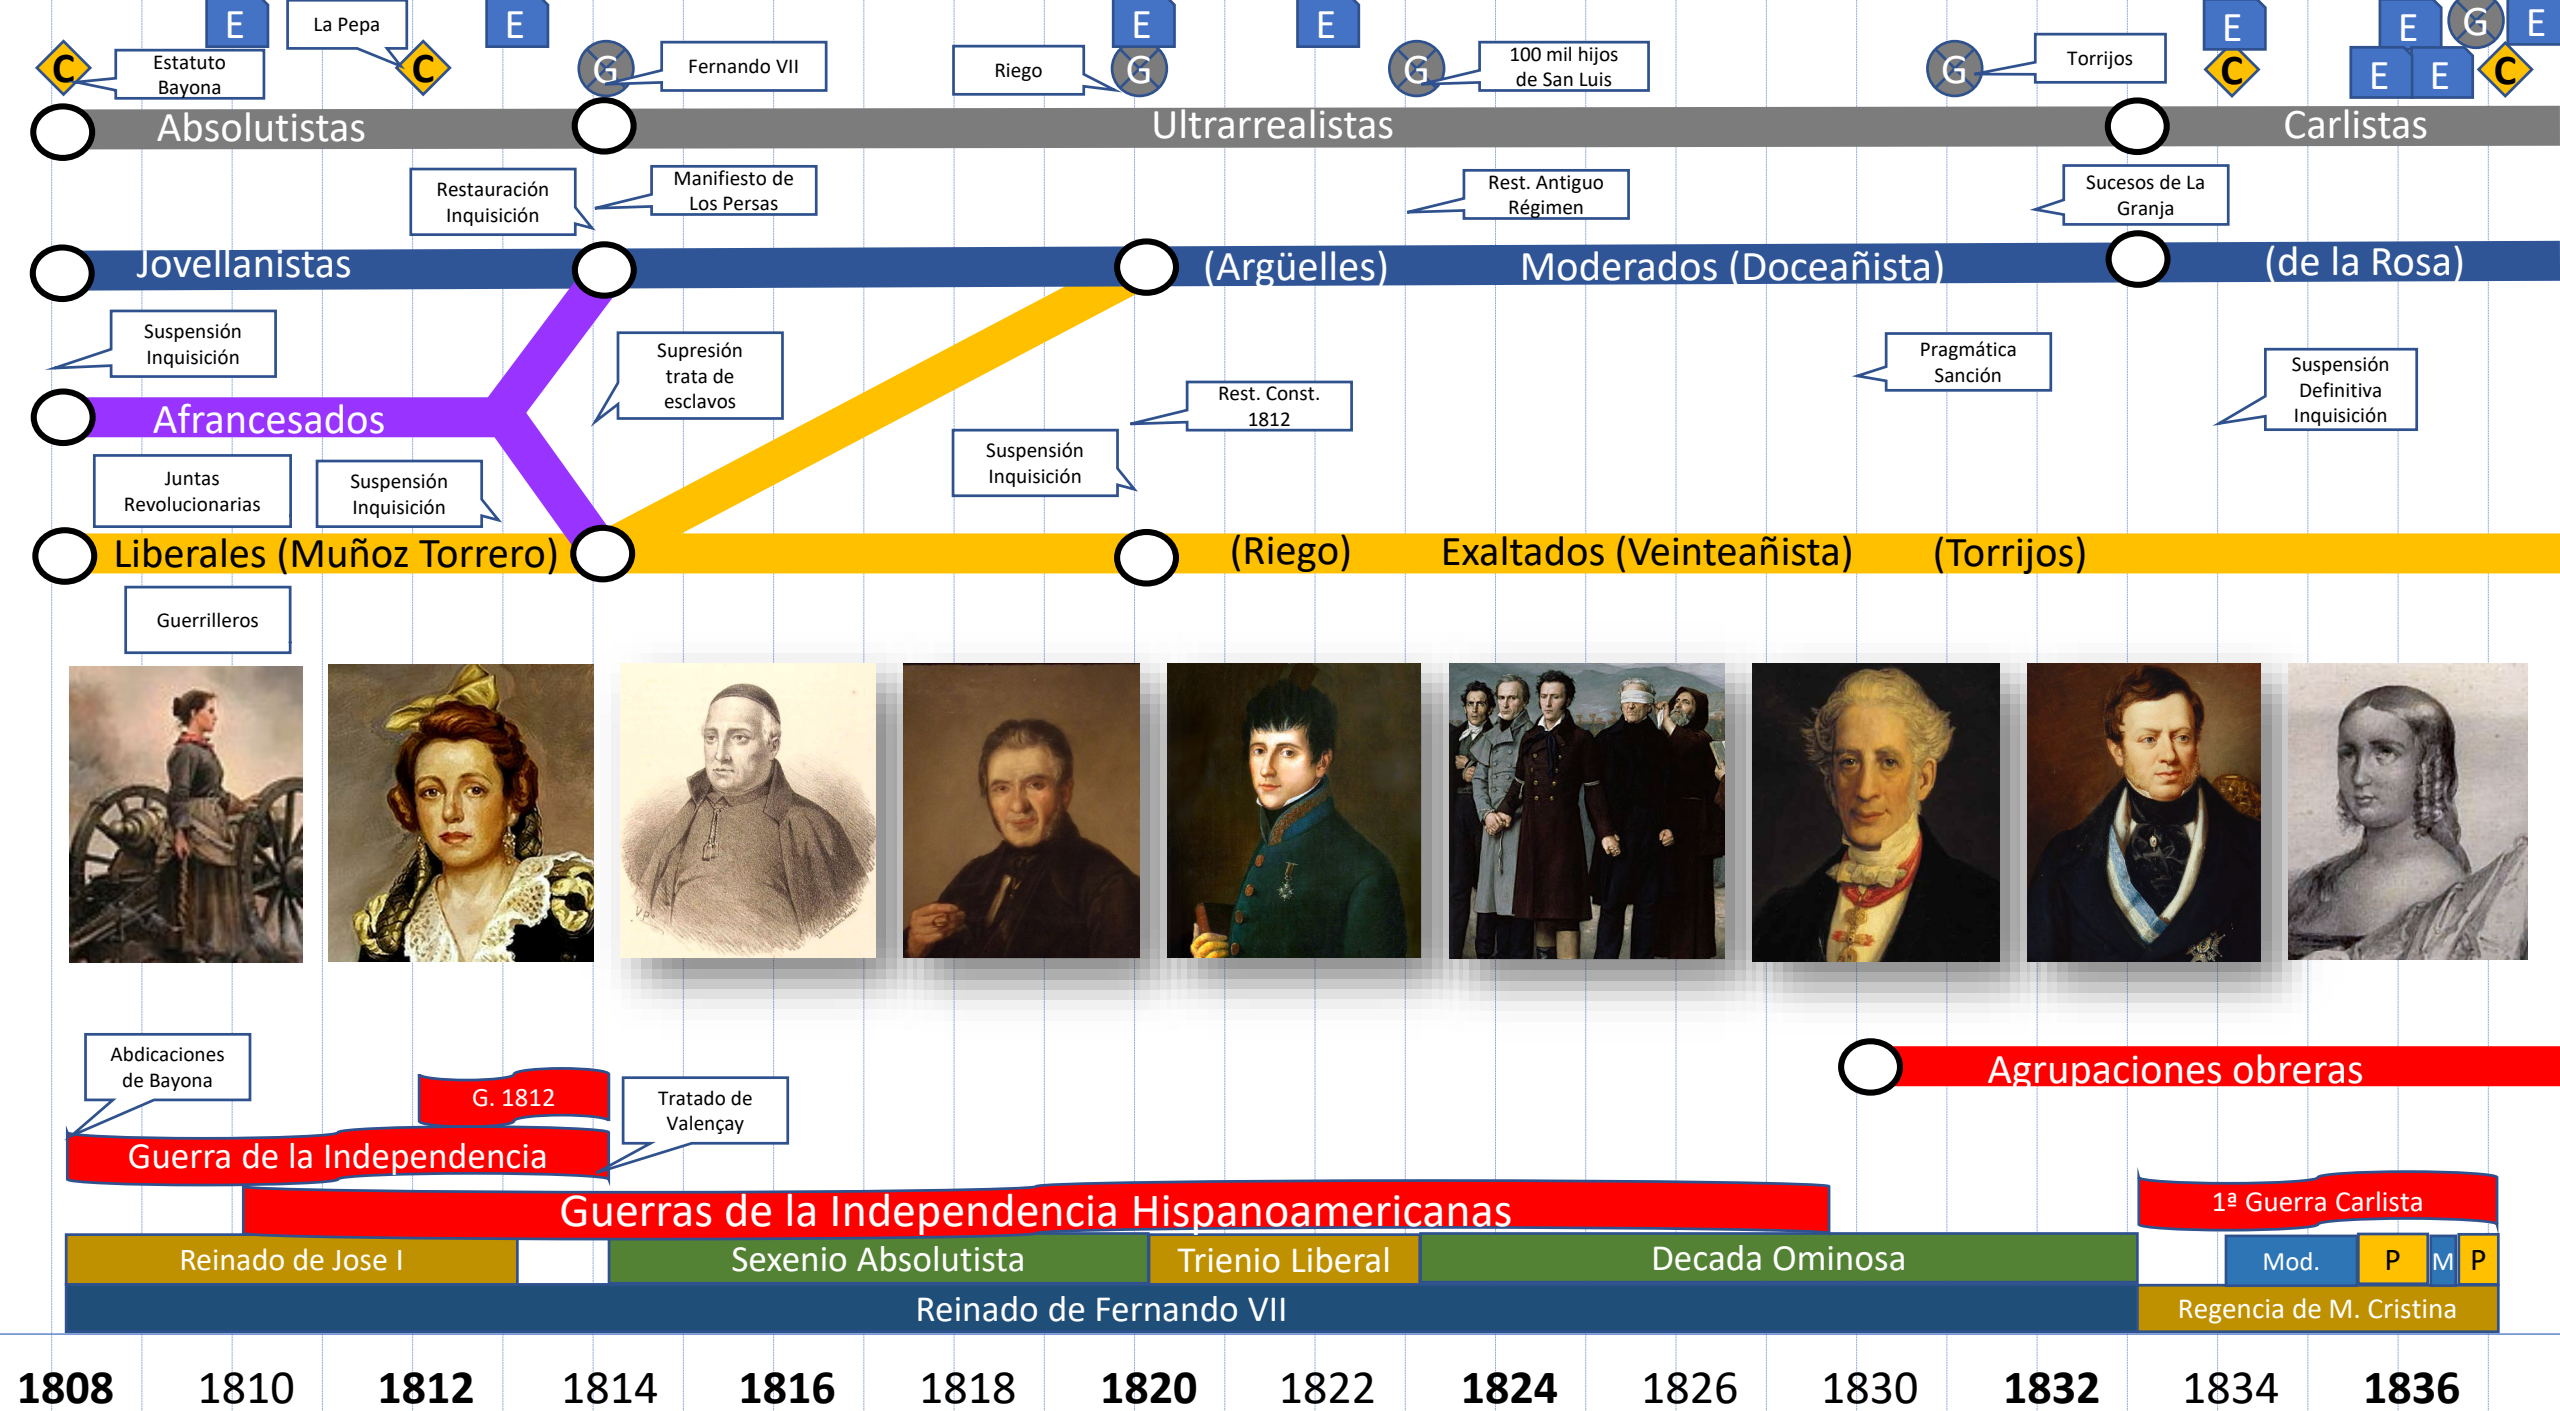 E
La Pepa
E
E
E
E
E
G
E
C
Estatuto
Bayona
C
G
Fernando VII
Riego
G
G
100 mil hijos
de San Luis
G
Torrijos
C
E
E
C
Absolutistas
Ultrarrealistas
Carlistas
Restauración
Inquisición
Manifiesto de
Los Persas
Rest. Antiguo
Régimen
Sucesos de La
Granja
Jovellanistas
(Argüelles)
Moderados (Doceañista)
(de la Rosa)
Suspensión
Inquisición
Supresión
trata de
esclavos
Pragmática
Sanción
Suspensión
Definitiva
Inquisición
Rest. Const.
1812
Afrancesados
Suspensión
Inquisición
Juntas
Revolucionarias
Suspensión
Inquisición
Liberales (Muñoz Torrero)
(Riego)
Exaltados (Veinteañista)
(Torrijos)
Guerrilleros
Abdicaciones
de Bayona
Agrupaciones obreras
G. 1812
Tratado de
Valençay
Guerra de la Independencia
Guerras de la Independencia Hispanoamericanas
1ª Guerra Carlista
Reinado de Jose I
Sexenio Absolutista
Trienio Liberal
Decada Ominosa
Mod.
P
M
P
Reinado de Fernando VII
Regencia de M. Cristina
1808
1810
1812
1814
1816
1818
1820
1822
1824
1826
1830
1832
1834
1836